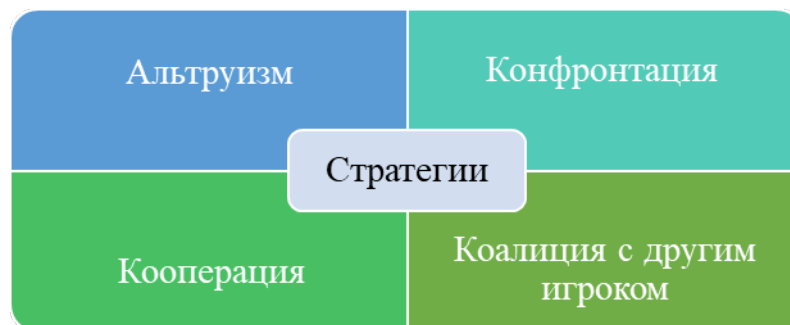 Альтруизм
Конфронтация
Стратегии
Кооперация
Коалиция с другим
игроком